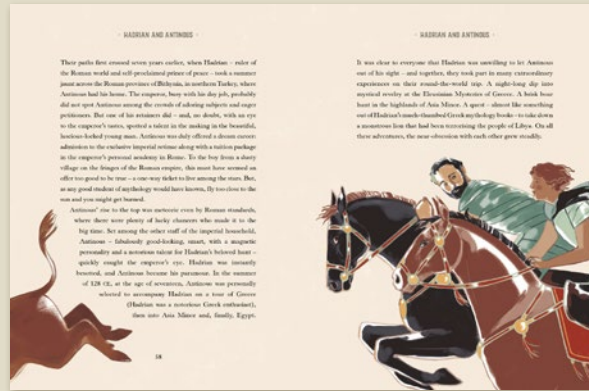 · HADRIAN AND ANTINOUS ·
Their paths first crossed seven years earlier, when Hadrian – ruler of
the Roman world and self-proclaimed prince of peace – took a summer
jaunt across the Roman province of Bithynia, in northern Turkey, where
Antinous had his home. The emperor, busy with his day job, probably
did not spot Antinous among the crowds of adoring subjects and eager
petitioners. But one of his retainers did – and, no doubt, with an eye
to the emperor's tastes, spotted a talent in the making in the beautiful,
luscious-locked young man. Antinous was duly offered a dream career:
admission to the exclusive imperial retinue along with a tuition package
in the emperor's personal academy in Rome. To the boy from a dusty
village on the fringes of the Roman empire, this must have seemed an
offer too good to be true – a one-way ticket to live among the stars. But,
as any good student of mythology would have known, fly too close to the
sun and you might get burned.
Antinous' rise to the top was meteoric even by Roman standards,
where there were plenty of lucky chancers who made it to the
big time. Set among the other staff of the imperial household,
Antinous – fabulously good-looking, smart, with a magnetic
personality and a notorious talent for Hadrian's beloved hunt –
quickly caught the emperor's eye. Hadrian was instantly
besotted, and Antinous became his paramour. In the summer
of 128 CE, at the age of seventeen, Antinous was personally
selected to accompany Hadrian on a tour of Greece
(Hadrian was a notorious Greek enthusiast),
then into Asia Minor and, finally, Egypt.
58
· HADRIAN AND ANTINOUS ·
It was clear to everyone that Hadrian was unwilling to let Antinous
out of his sight – and together, they took part in many extraordinary
experiences on their round-the-world trip. A night-long dip into
mystical revelry at the Eleusinian Mysteries of Greece. A brisk boar
hunt in the highlands of Asia Minor. A quest – almost like something
out of Hadrian's much-thumbed Greek mythology books – to take down
a monstrous lion that had been terrorising the people of Libya. On all
these adventures, the near-obsession with each other grew steadily.